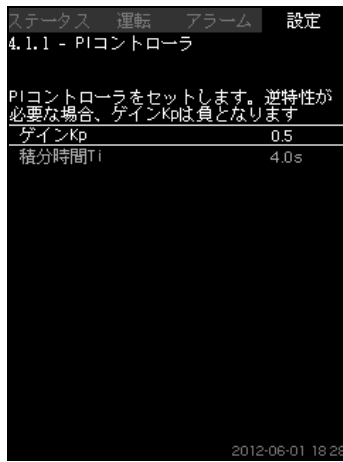 ステータス 運転 アラーム 設定
4.1.1 - PIコントローラ
PIコントローラをセットします。逆特性が
必要な場合、ゲインKpは負となります
ゲインKp 0.5
積分時間Ti 4.0s
2012-06-01 18:28